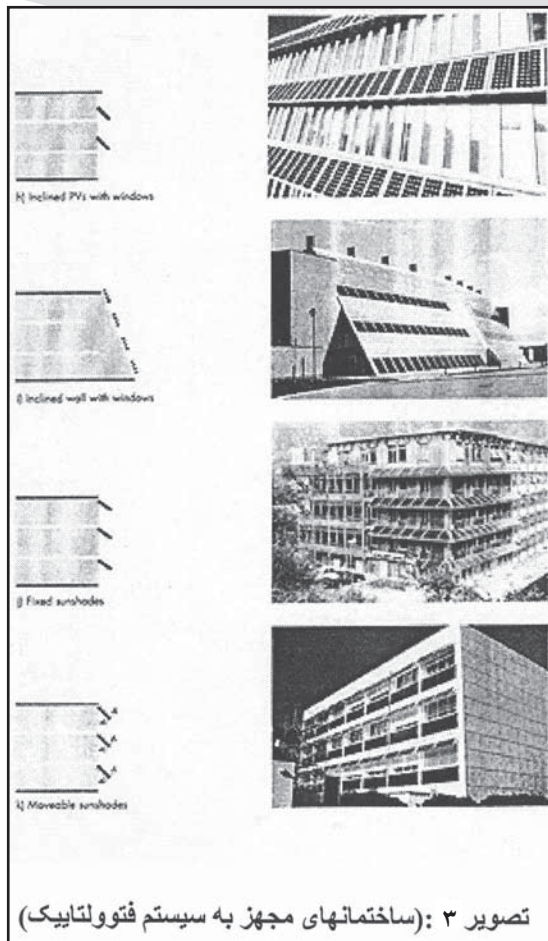 h) Inclined PVs with windows
i) Inclined wall with windows
j) Fixed sunshades
k) Moveable sunshades
تصویر ۳ :(ساختمانهای مجهز به سیستم فتوولتاییک)